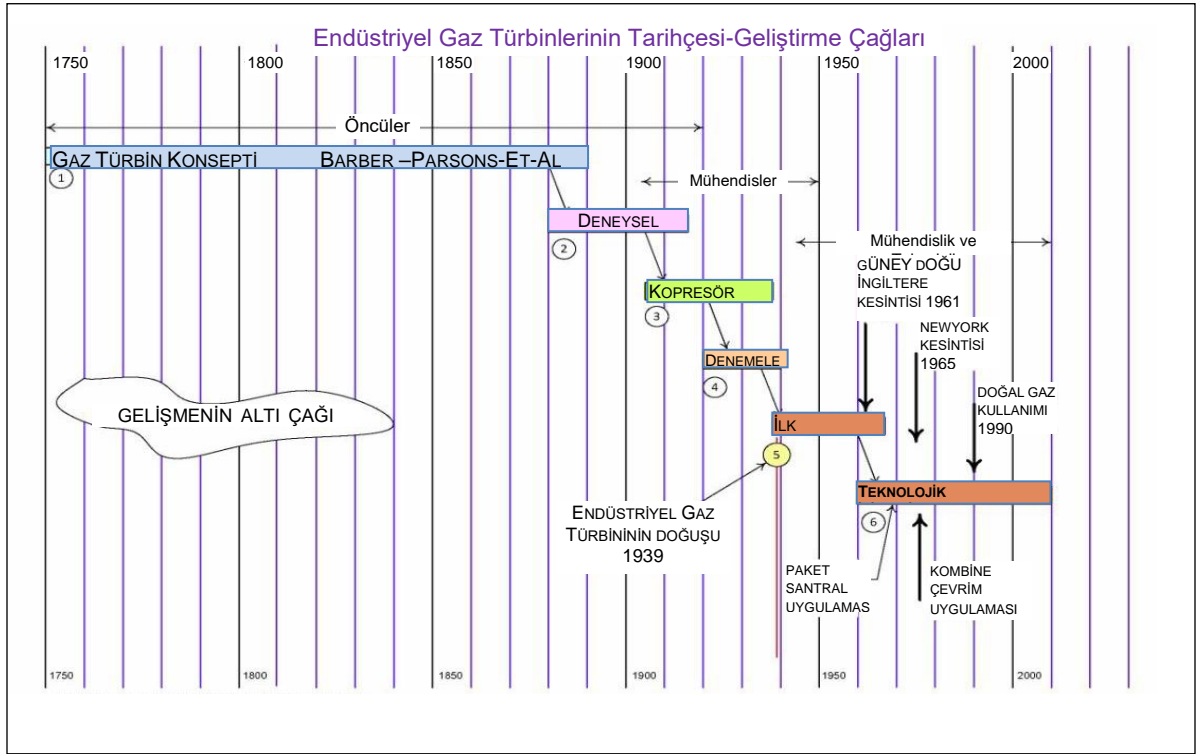 Endüstriyel Gaz Türbinlerinin Tarihçesi-Geliştirme Çağları
1750 1800 1850 1900 1950 2000
Öncüler
GAZ TÜRBİN KONSEPTİ BARBER –PARSONS-ET-AL
1
Mühendisler
DENEYSEL
2
Mühendislik ve
GÜNEY DOĞU
İNGİLTERE
KESİNTİSİ 1961
KOPRESÖR
3
NEWYORK
KESİNTİSİ
1965
DENEMELE
4
DOĞAL GAZ
KULLANIMI
1990
GELİŞMENİN ALTI ÇAĞI
İLK
5
TEKNOLOJİK
6
ENDÜSTRİYEL GAZ
TÜRBİNİNİN DOĞUŞU
1939
PAKET
SANTRAL
UYGULAMAS
KOMBİNE
ÇEVRİM
UYGULAMASI
1750 1800 1900 1950 2000